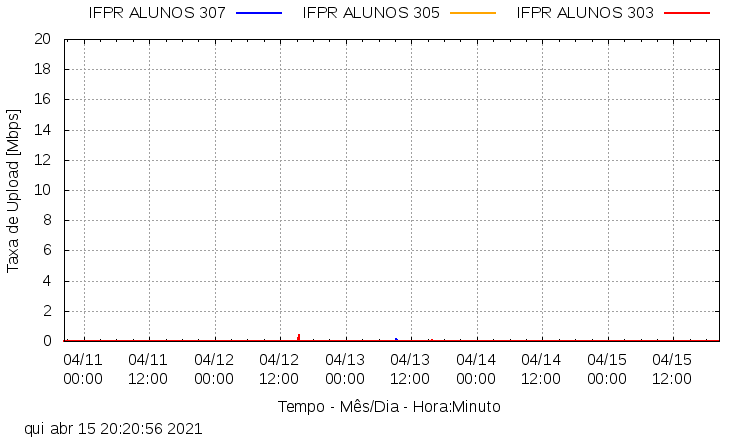 IFPR ALUNOS 307 IFPR ALUNOS 305 IFPR ALUNOS 303
Taxa de Upload [Mbps]
20
18
16
14
12
10
8
6
4
2
0
04/11 04/11 04/12 04/12 04/13 04/13 04/14 04/14 04/15 04/15
00:00 12:00 00:00 12:00 00:00 12:00 00:00 12:00 00:00 12:00
Tempo - Mês/Dia - Hora:Minuto
qui abr 15 20:20:56 2021